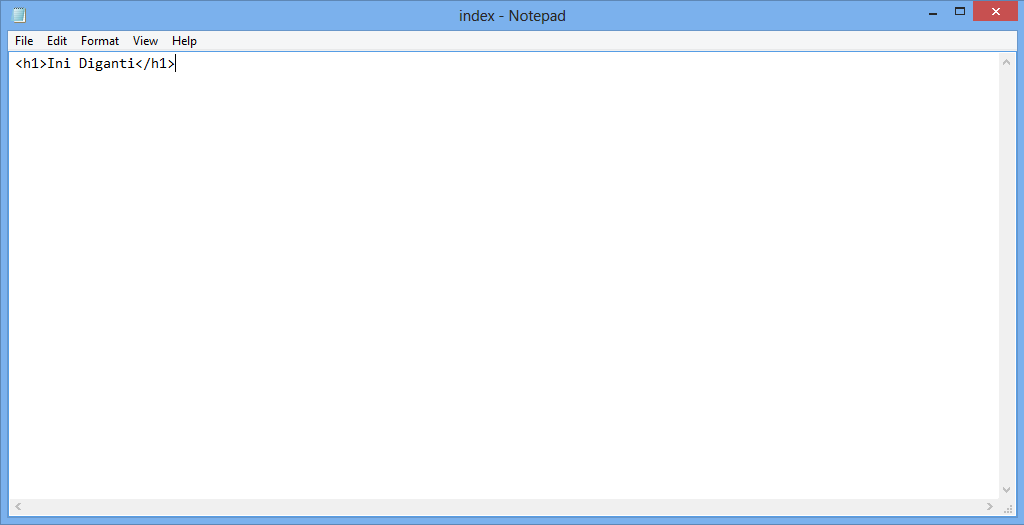 index - Notepad
File Edit Format View Help
<h1>Ini Diganti</h1>